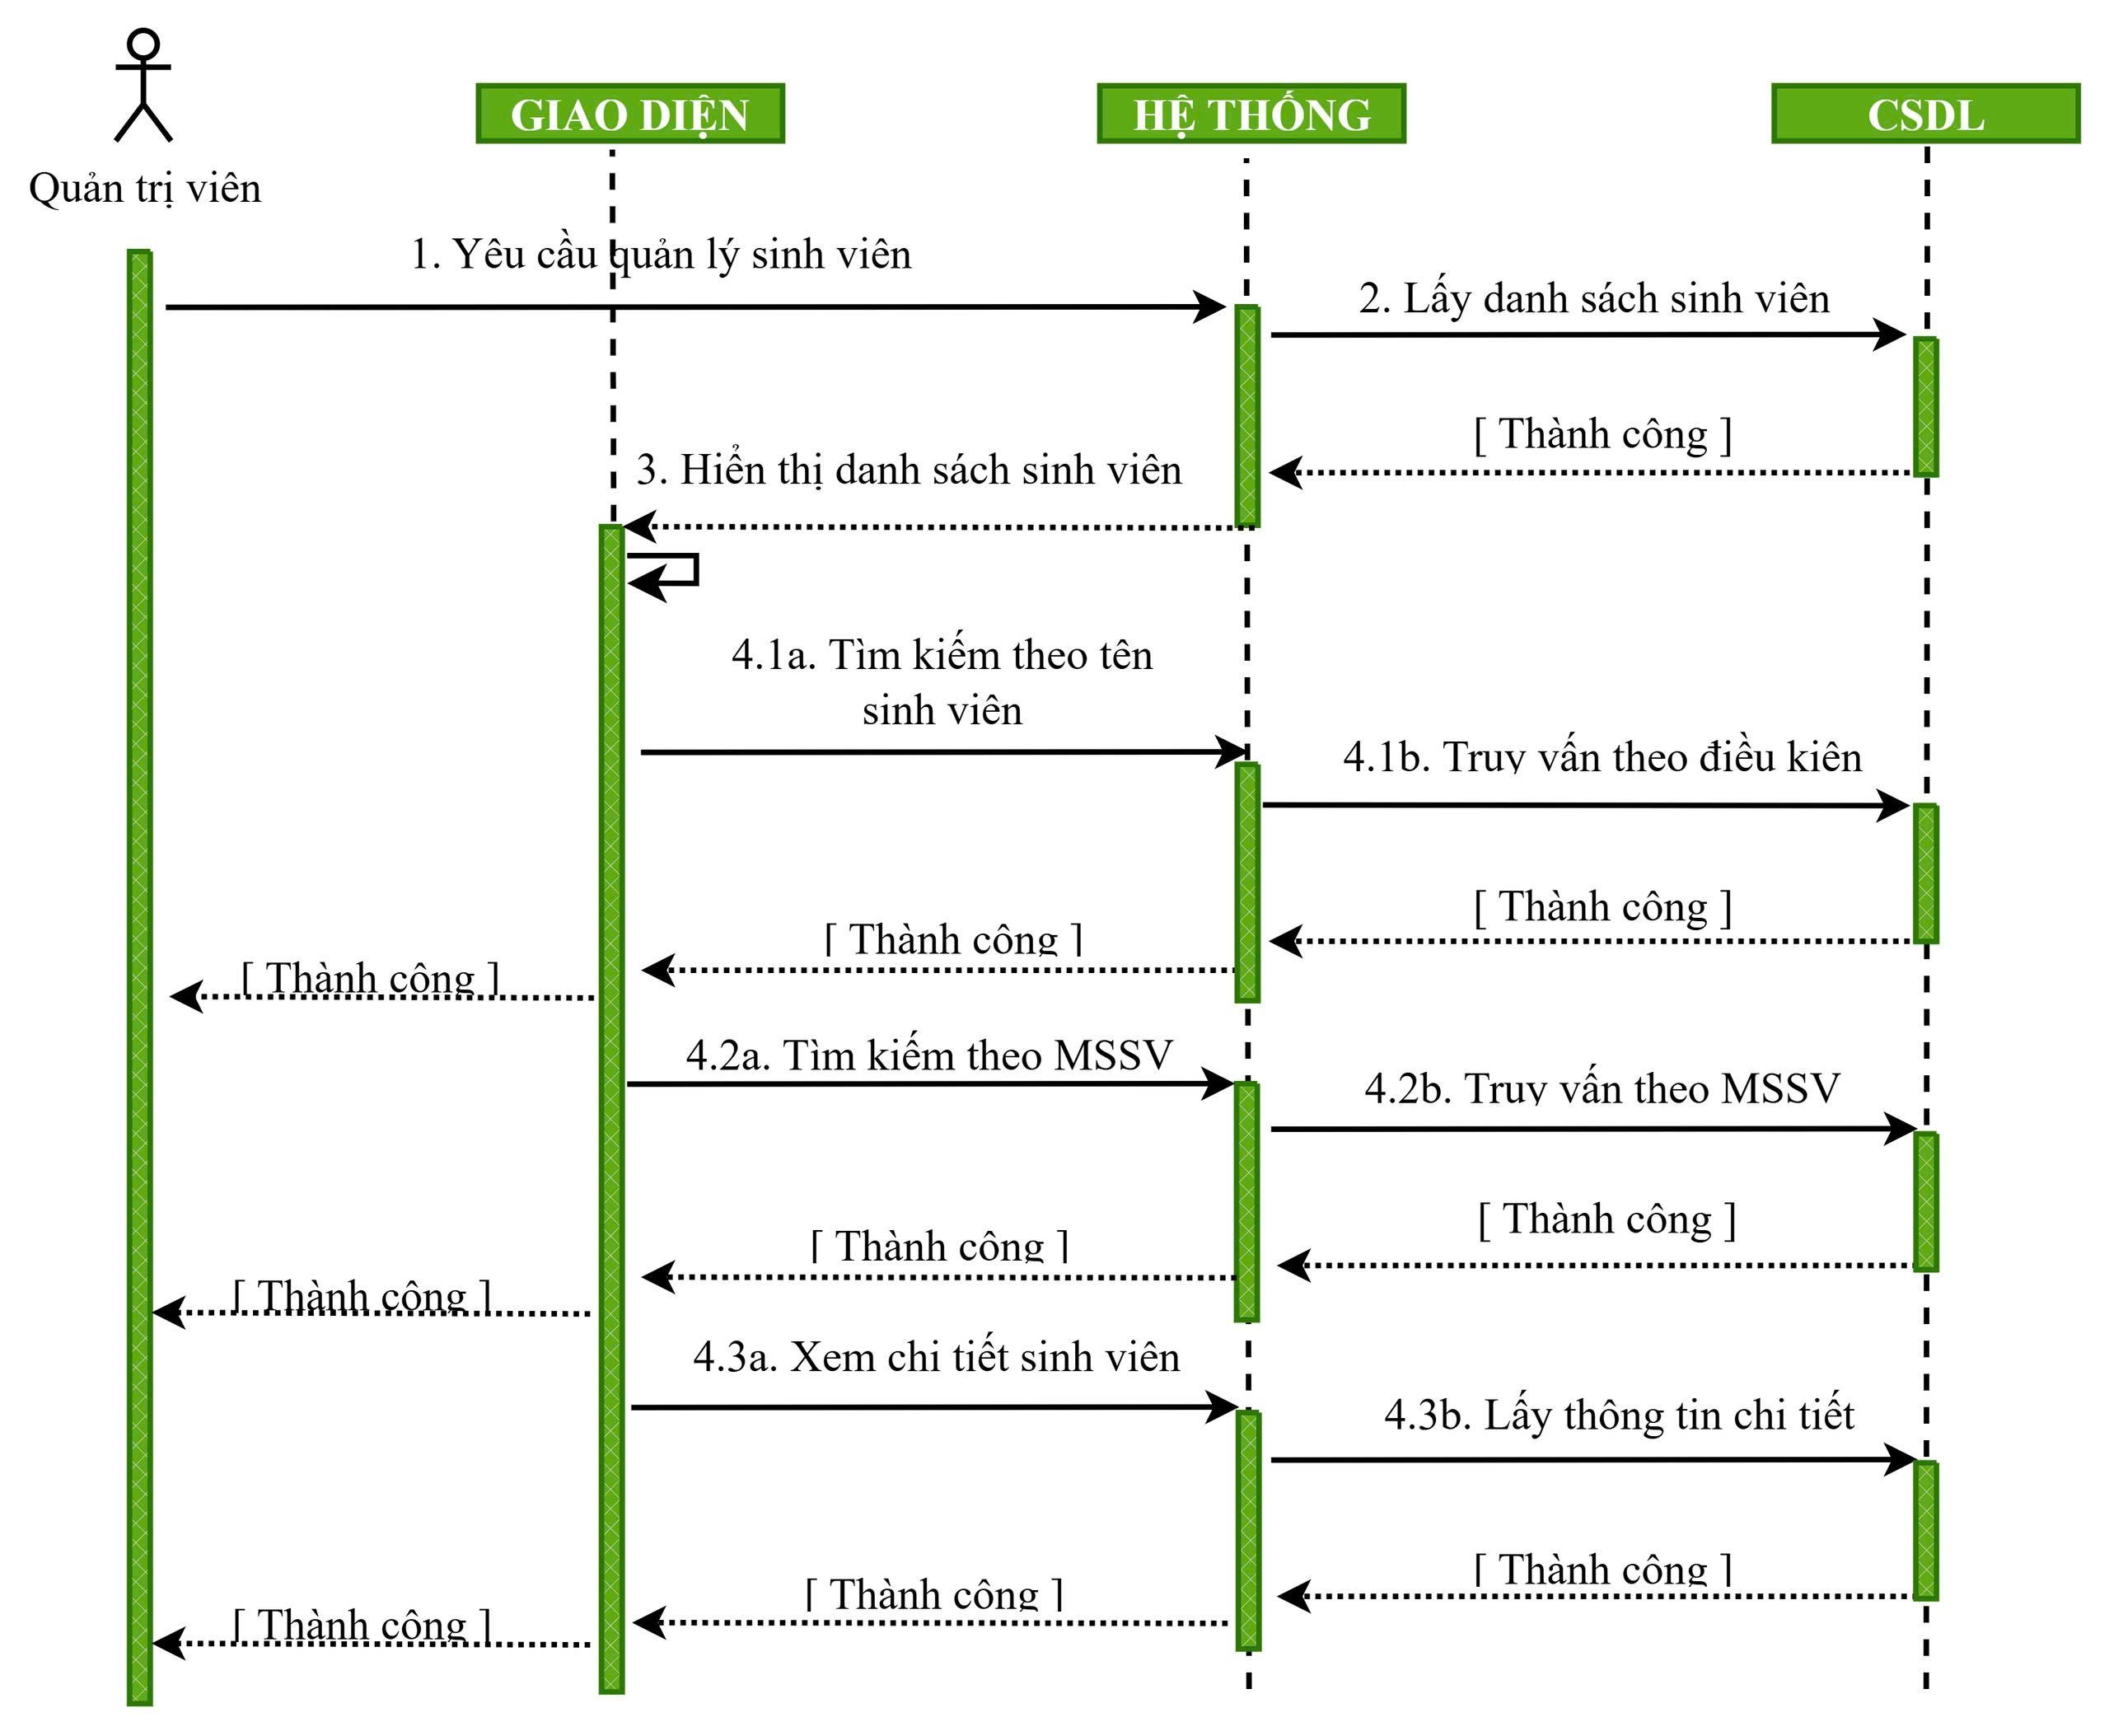 GIAO DIỆN
HỆ THỐNG
CSDL
Quản trị viên
1. Yêu cầu quản lý sinh viên
2. Lấy danh sách sinh viên
[ Thành công ]
3. Hiển thị danh sách sinh viên
4.1a. Tìm kiếm theo tên
sinh viên
4.1b. Truy vấn theo điều kiên
[ Thành công ]
[ Thành công ]
[ Thành công ]
4.2a. Tìm kiếm theo MSSV
4.2b. Truy vấn theo MSSV
[ Thành công ]
[ Thành công ]
[ Thành công ]
4.3a. Xem chi tiết sinh viên
4.3b. Lấy thông tin chi tiết
[ Thành công ]
[ Thành công ]
[ Thành công ]